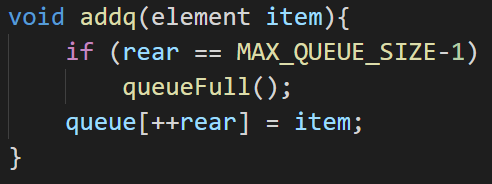 void addq(element item){
    if (rear == MAX_QUEUE_SIZE-1)
        queueFull();
    queue[++rear] = item;
}